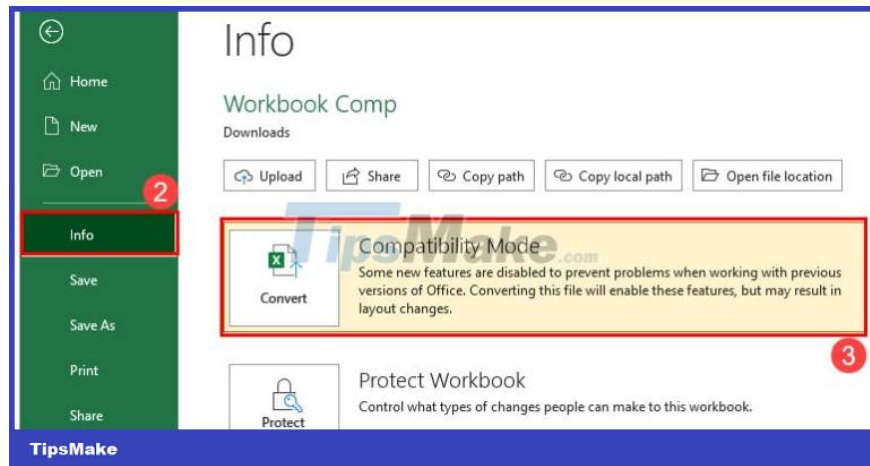 Info
Home
New
Open
2
Info
Save
Save As
Print
Share
Workbook Comp
Downloads
Upload
Share
Copy path
Copy local path
Open file location
TipsMake.com
Convert
Compatibility Mode
Some new features are disabled to prevent problems when working with previous
versions of Office. Converting this file will enable these features, but may result in
layout changes.
3
Protect
Protect Workbook
Control what types of changes people can make to this workbook.
TipsMake